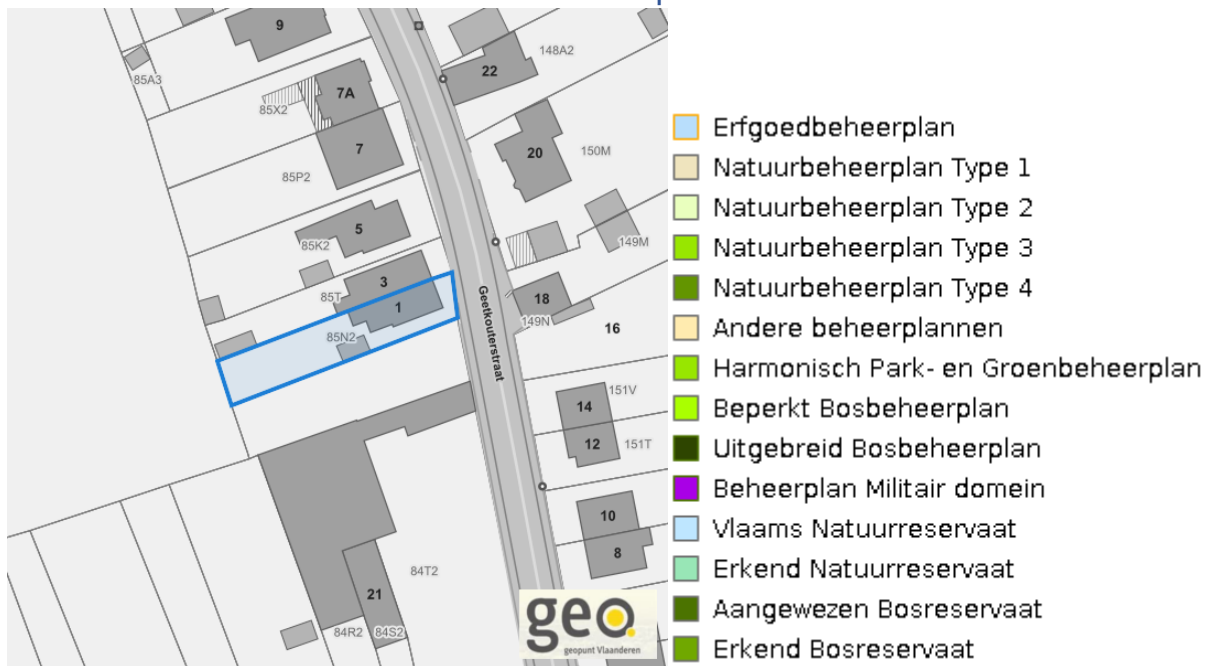 9
148A2
22
85A3
7A
85X2
7
20
150M
85P2
5
85K2
149M
3
85T
1
18
149N
85N2
16
Geetkouterstraat
151V
14
12
151T
10
8
84T2
21
84R2
84S2
geo.
geopunt Vlaanderen
Erfgoedbeheerplan
Natuurbeheerplan Type 1
Natuurbeheerplan Type 2
Natuurbeheerplan Type 3
Natuurbeheerplan Type 4
Andere beheerplannen
Harmonisch Park- en Groenbeheerplan
Beperkt Bosbeheerplan
Uitgebreid Bosbeheerplan
Beheerplan Militair domein
Vlaams Natuurreservaat
Erkend Natuurreservaat
Aangewezen Bosreservaat
Erkend Bosreservaat